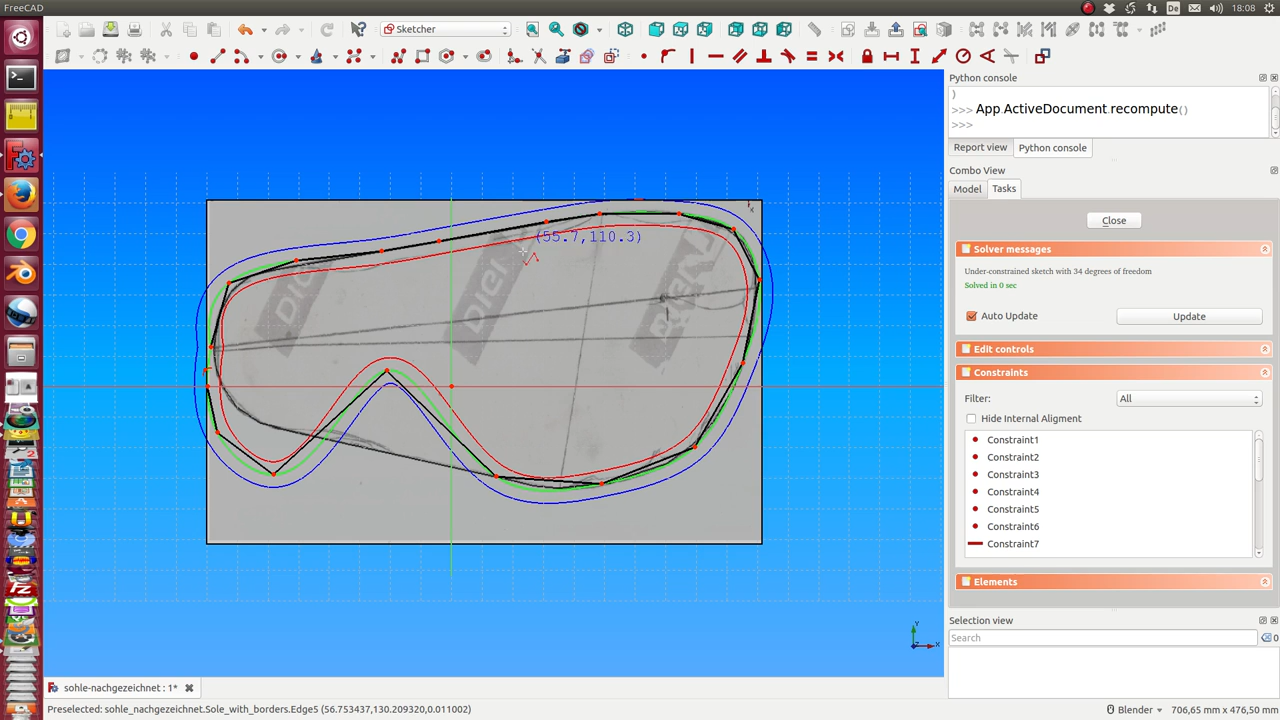 FreeCAD
De
18:08
Sketcher
Python console
)
>>> App.ActiveDocument.recompute()
>>>
Report view
Python console
Combo View
Model
Tasks
Close
Solver messages
Under-constrained sketch with 34 degrees of freedom
Solved in 0 sec
Auto Update
Update
Edit controls
Constraints
Filter:
All
Hide Internal Aligment
Constraint1
Constraint2
Constraint3
Constraint4
Constraint5
Constraint6
Constraint7
Elements
Selection view
Search
0
(55.7,110.3)
Y
X
sohle-nachgezeichnet : 1*
Preselected: sohle_nachgezeichnet.Sole_with_borders.Edge5 (56.753437,130.209320,0.011002)
Blender
706,65 mm x 476,50 mm